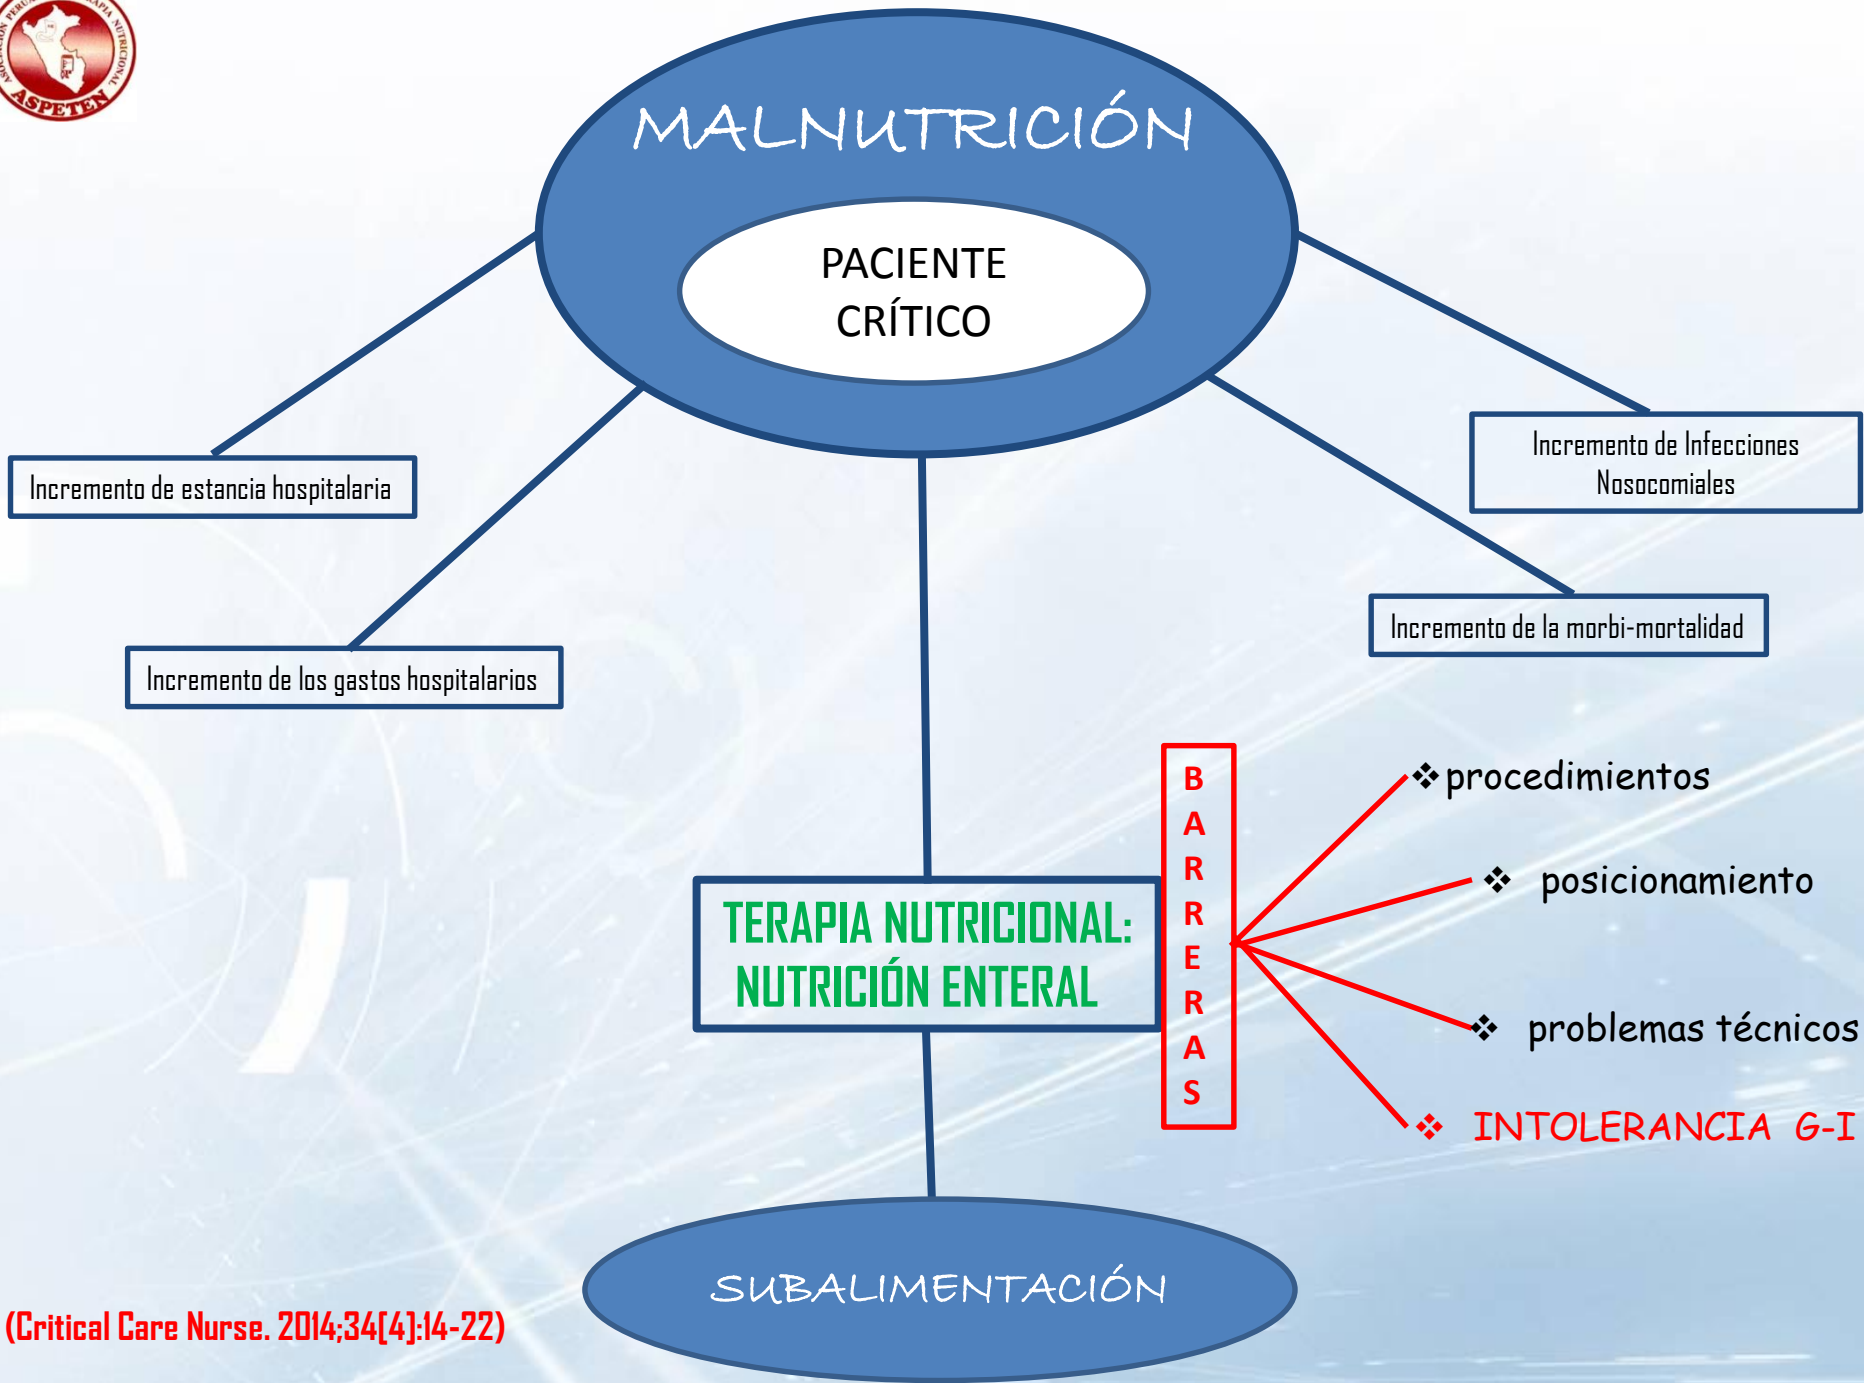 ASPETEN
MALNUTRICIÓN
PACIENTE
CRÍTICO
Incremento de estancia hospitalaria
Incremento de Infecciones
Nosocomiales
Incremento de los gastos hospitalarios
Incremento de la morbi-mortalidad
TERAPIA NUTRICIONAL:
NUTRICIÓN ENTERAL
B
A
R
R
E
R
A
S
❖ procedimientos
❖ posicionamiento
❖ problemas técnicos
❖ INTOLERANCIA G-I
SUBALIMENTACIÓN
(Critical Care Nurse. 2014;34[4]:14-22)